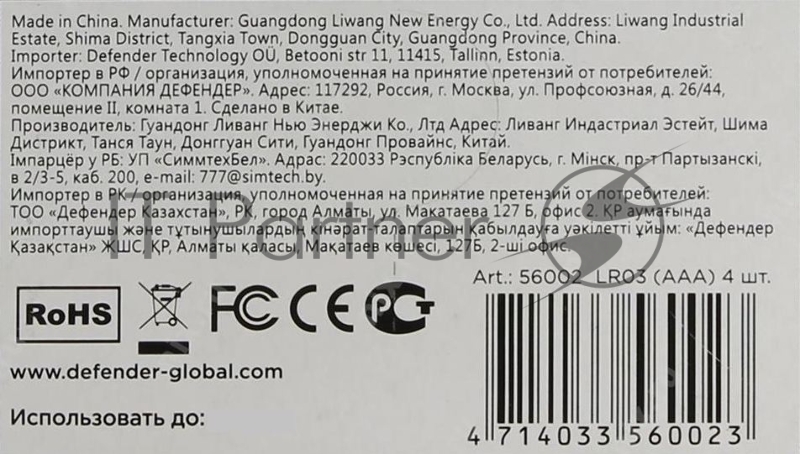 Made in China. Manufacturer: Guangdong Liwang New Energy Co., Ltd. Address: Liwang Industrial
Estate, Shima District, Tangxia Town, Dongguan City, Guangdong Province, China.
Importer: Defender Technology OÜ, Betooni str 11, 11415, Tallinn, Estonia.
Импортер в РФ / организация, уполномоченная на принятие претензий от потребителей:
ООО «КОМПАНИЯ ДЕФЕНДЕР». Адрес: 117292, Россия, г. Москва, ул. Профсоюзная, д. 26/44,
помещение II, комната 1. Сделано в Китае.
Производитель: Гуандонг Ливанг Нью Энерджи Ко., Лтд Адрес: Ливанг Индастриал Эстейт, Шима
Дистрикт, Танся Таун, Донггуан Сити, Гуандонг Провайнс, Китай.
Імпарцёр у РБ: УП «СиммтехБел». Адрас: 220033 Рэспубліка Беларусь, г. Мінск, пр-т Партызанскі,
в 2/3-5, каб. 200, e-mail: 777@simtech.by.
Импортер в РК - организация, уполномоченная на принятие претензий от потребителей:
ТОО «Дефендер Казахстан», РК, город Алматы, ул. Макатаева 127 Б, офис 2. ҚР аумағында
импорттаушы және тұтынушылардың кінәрат-талаптарын қабылдауға уәкілетті ұйым: «Дефендер
Қазақстан» ЖШС, ҚР, Алматы қаласы, Мақатаев көшесі, 127Б, 2-ші офис.
IT Partner
Art.: 56002 LR03 (AAA) 4 шт.
RoHS FC CE РСТ
www.defender-global.com
Использовать до:
4 714033 560023